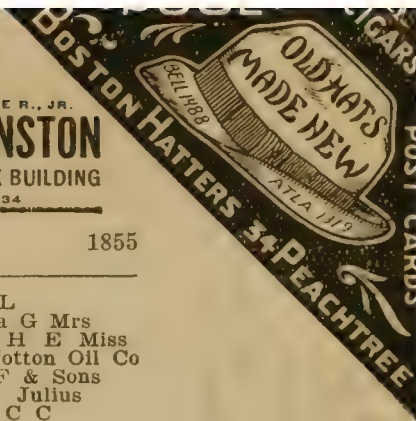 CIGARS
POST CARDS
OLD HATS
MADE NEW
BELL 1488
ATLA 1319
BOSTON HATTERS 34 PEACHTREE
E R., JR.
NSTON
BUILDING
34
1855
L
a G Mrs
H E Miss
otton Oil Co
F & Sons
Julius
C C